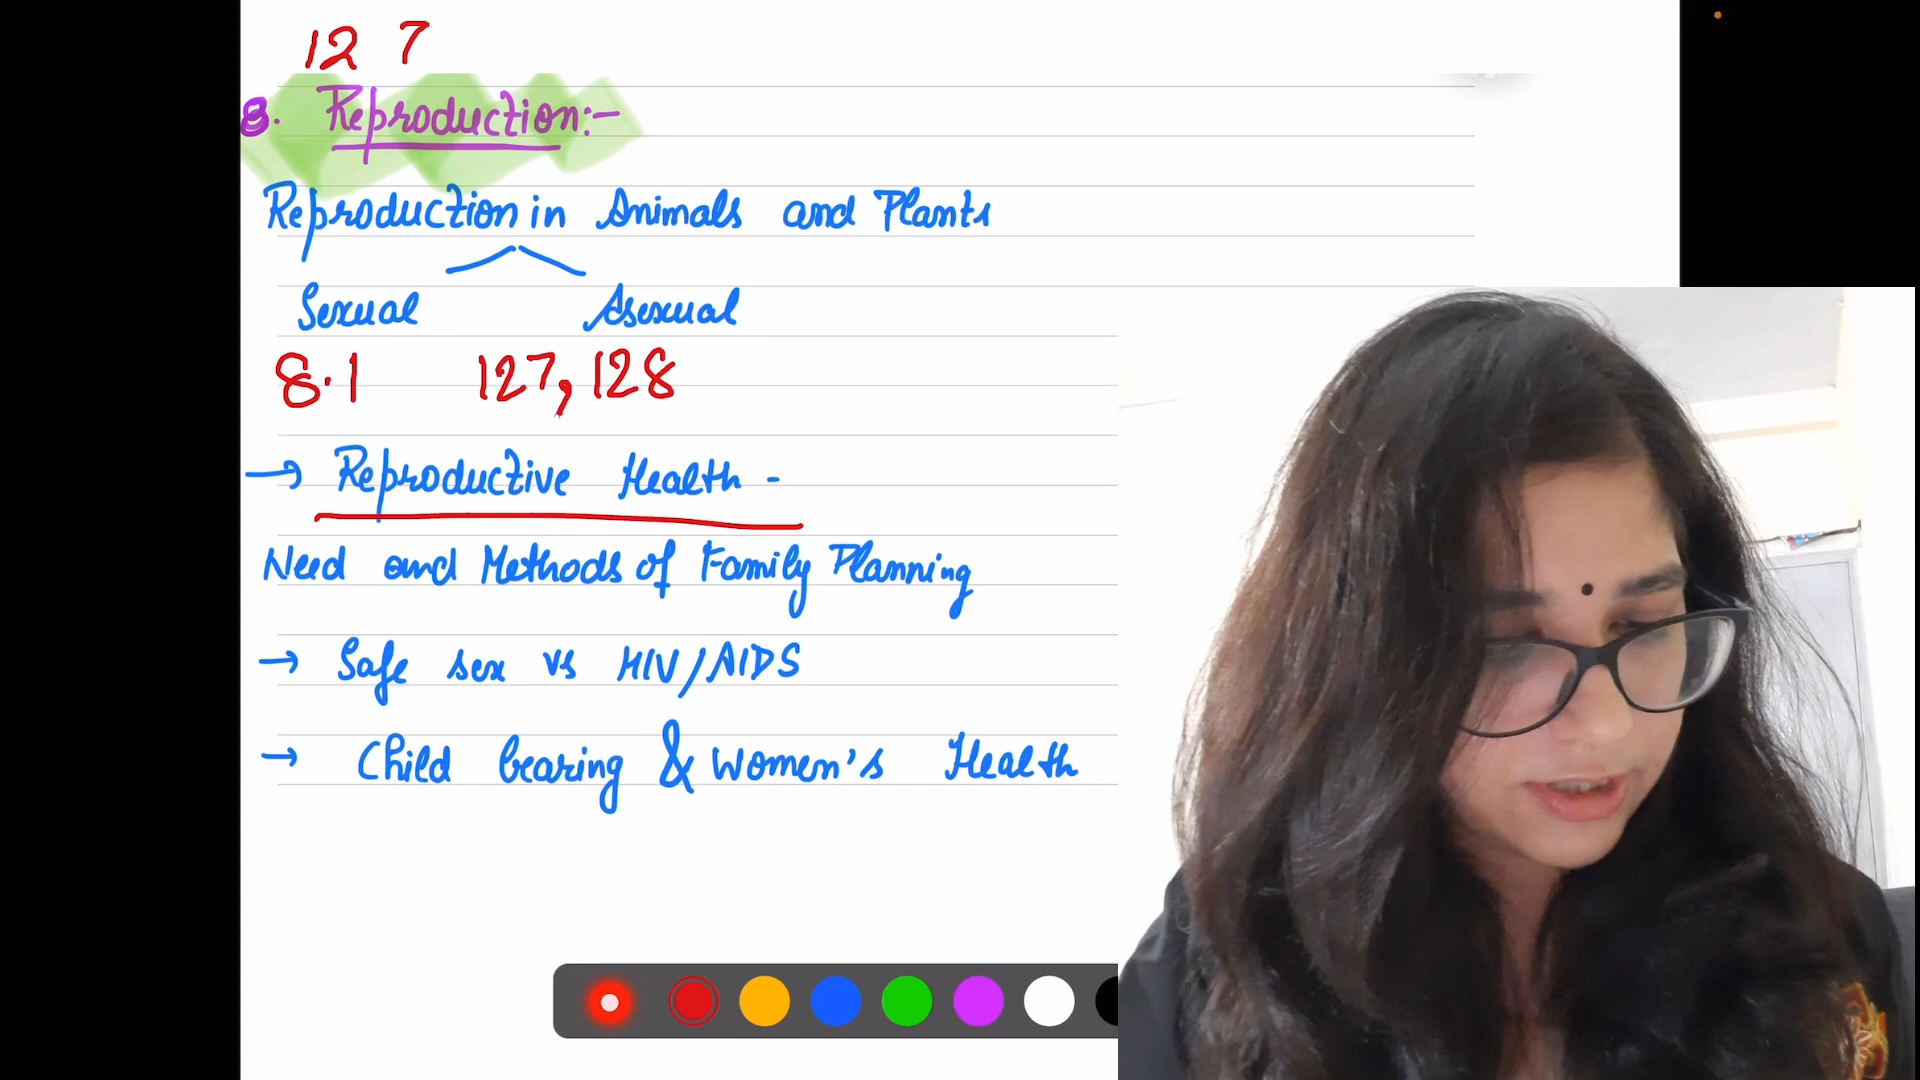 12 7
8. Reproduction:-
Reproduction in Animals and Plants
Sexual Asexual
8.1 127, 128
→ Reproductive Health -
Need and Methods of Family Planning
→ Safe sex vs HIV/AIDS
→ Child bearing & Women's Health